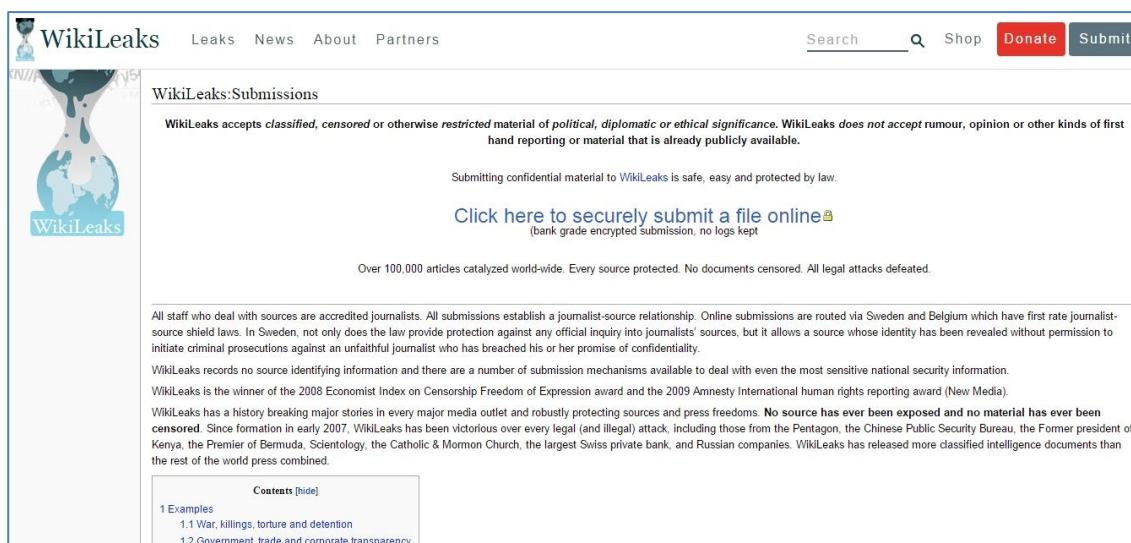 WikiLeaks Leaks News About Partners Search Shop Donate Submit
WikiLeaks
WikiLeaks:Submissions
WikiLeaks accepts classified, censored or otherwise restricted material of political, diplomatic or ethical significance. WikiLeaks does not accept rumour, opinion or other kinds of first
hand reporting or material that is already publicly available.
Submitting confidential material to WikiLeaks is safe, easy and protected by law.
Click here to securely submit a file online
(bank grade encrypted submission, no logs kept
Over 100,000 articles catalyzed world-wide. Every source protected. No documents censored. All legal attacks defeated.
All staff who deal with sources are accredited journalists. All submissions establish a journalist-source relationship. Online submissions are routed via Sweden and Belgium which have first rate journalist-
source shield laws. In Sweden, not only does the law provide protection against any official inquiry into journalists' sources, but it allows a source whose identity has been revealed without permission to
initiate criminal prosecutions against an unfaithful journalist who has breached his or her promise of confidentiality.
WikiLeaks records no source identifying information and there are a number of submission mechanisms available to deal with even the most sensitive national security information.
WikiLeaks is the winner of the 2008 Economist Index on Censorship Freedom of Expression award and the 2009 Amnesty International human rights reporting award (New Media).
WikiLeaks has a history breaking major stories in every major media outlet and robustly protecting sources and press freedoms. No source has ever been exposed and no material has ever been
censored. Since formation in early 2007, WikiLeaks has been victorious over every legal (and illegal) attack, including those from the Pentagon, the Chinese Public Security Bureau, the Former president of
Kenya, the Premier of Bermuda, Scientology, the Catholic & Mormon Church, the largest Swiss private bank, and Russian companies. WikiLeaks has released more classified intelligence documents than
the rest of the world press combined.
Contents [hide]
1 Examples
1.1 War, killings, torture and detention
1.2 Government, trade and corporate transparency